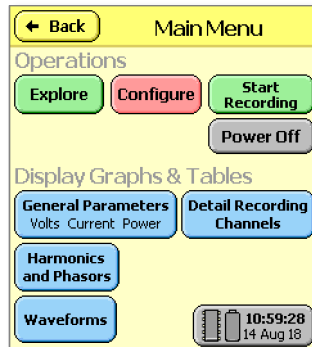 ← Back
Main Menu
Operations
Explore
Configure
Start
Recording
Power Off
Display Graphs & Tables
General Parameters
Volts Current Power
Detail Recording
Channels
Harmonics
and Phasors
Waveforms
10:59:28
14 Aug 18